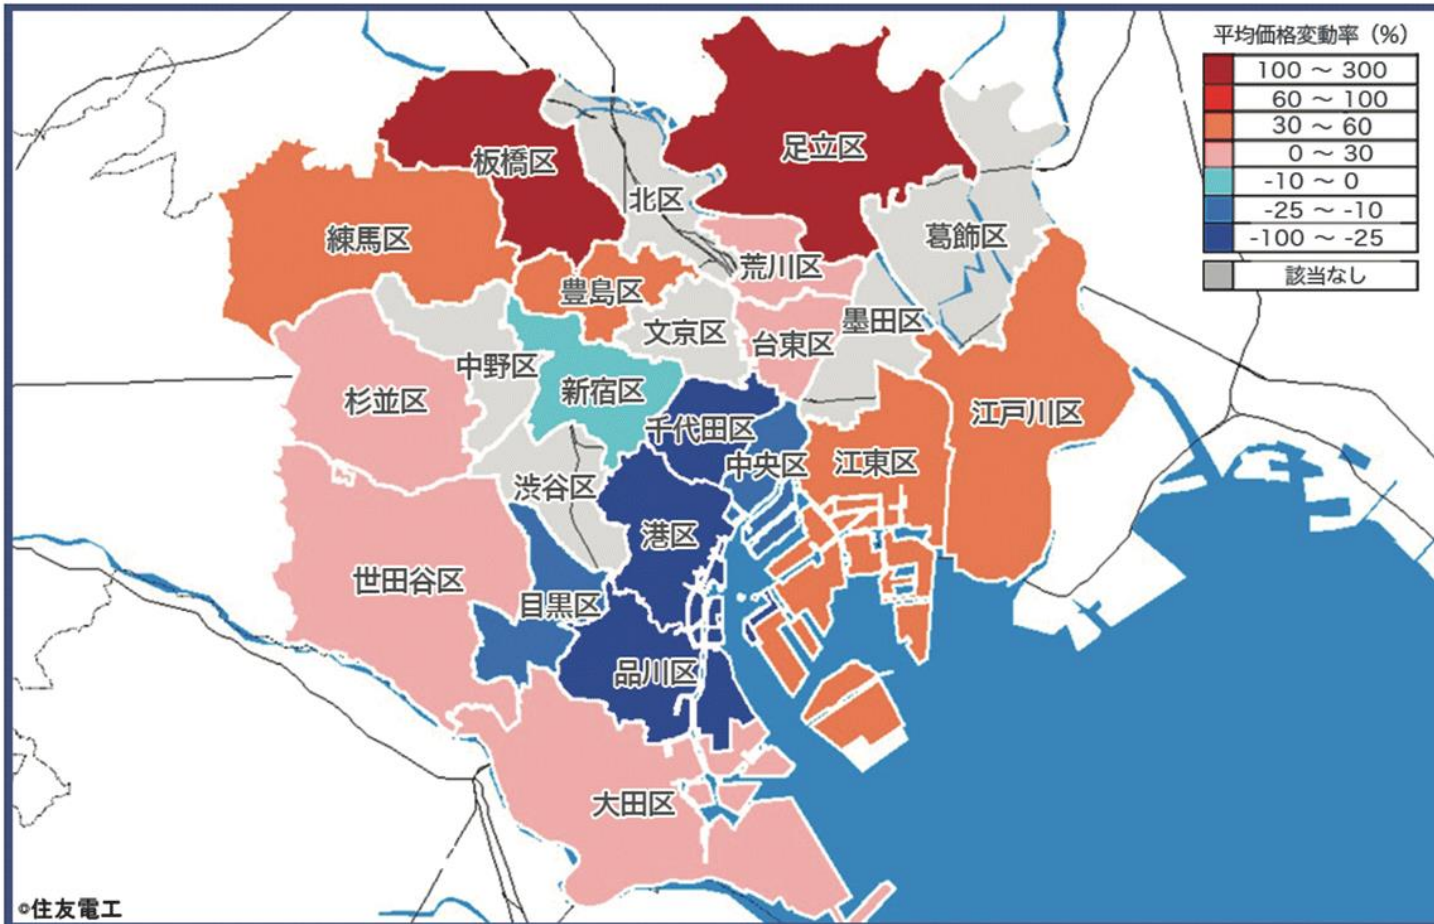 平均価格変動率（%）
100 ～ 300
60 ～ 100
30 ～ 60
0 ～ 30
-10 ～ 0
-25 ～ -10
-100 ～ -25
該当なし
足立区
板橋区
北区
練馬区
葛飾区
荒川区
豊島区
墨田区
文京区
台東区
中野区
新宿区
杉並区
江戸川区
千代田区
中央区
江東区
渋谷区
港区
世田谷区
目黒区
品川区
大田区
©住友電工